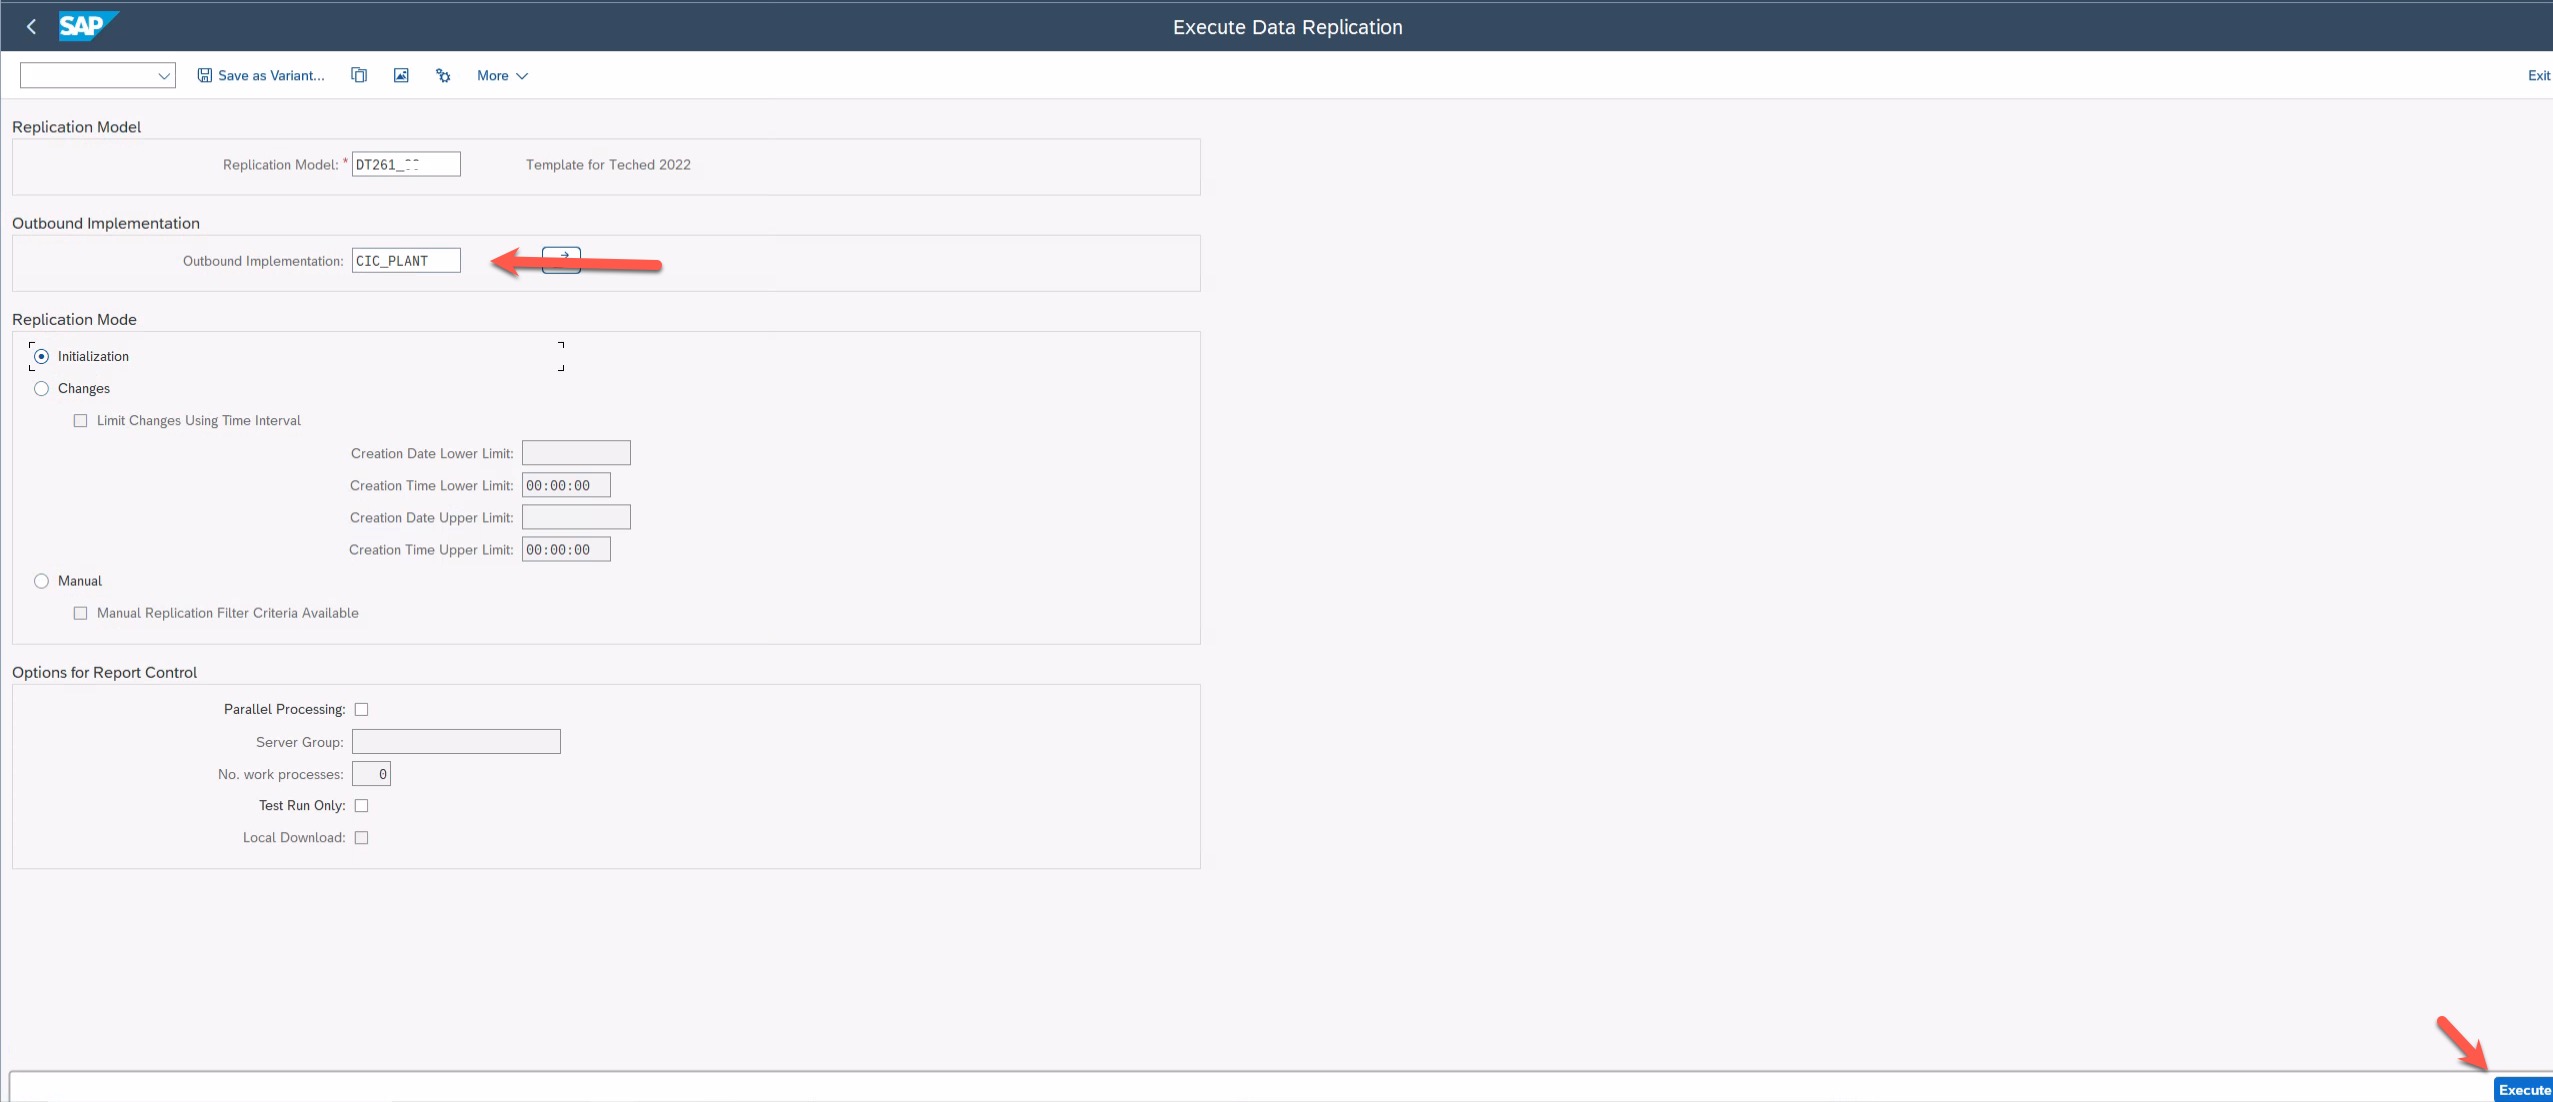 SAP
Execute Data Replication
Save as Variant...
More
Exit
Replication Model
Replication Model: * DT261_ Template for Teched 2022
Outbound Implementation
Outbound Implementation: CIC_PLANT
Replication Mode
Initialization
Changes
Limit Changes Using Time Interval
Creation Date Lower Limit:
Creation Time Lower Limit: 00:00:00
Creation Date Upper Limit:
Creation Time Upper Limit: 00:00:00
Manual
Manual Replication Filter Criteria Available
Options for Report Control
Parallel Processing:
Server Group:
No. work processes: 0
Test Run Only:
Local Download:
Execute